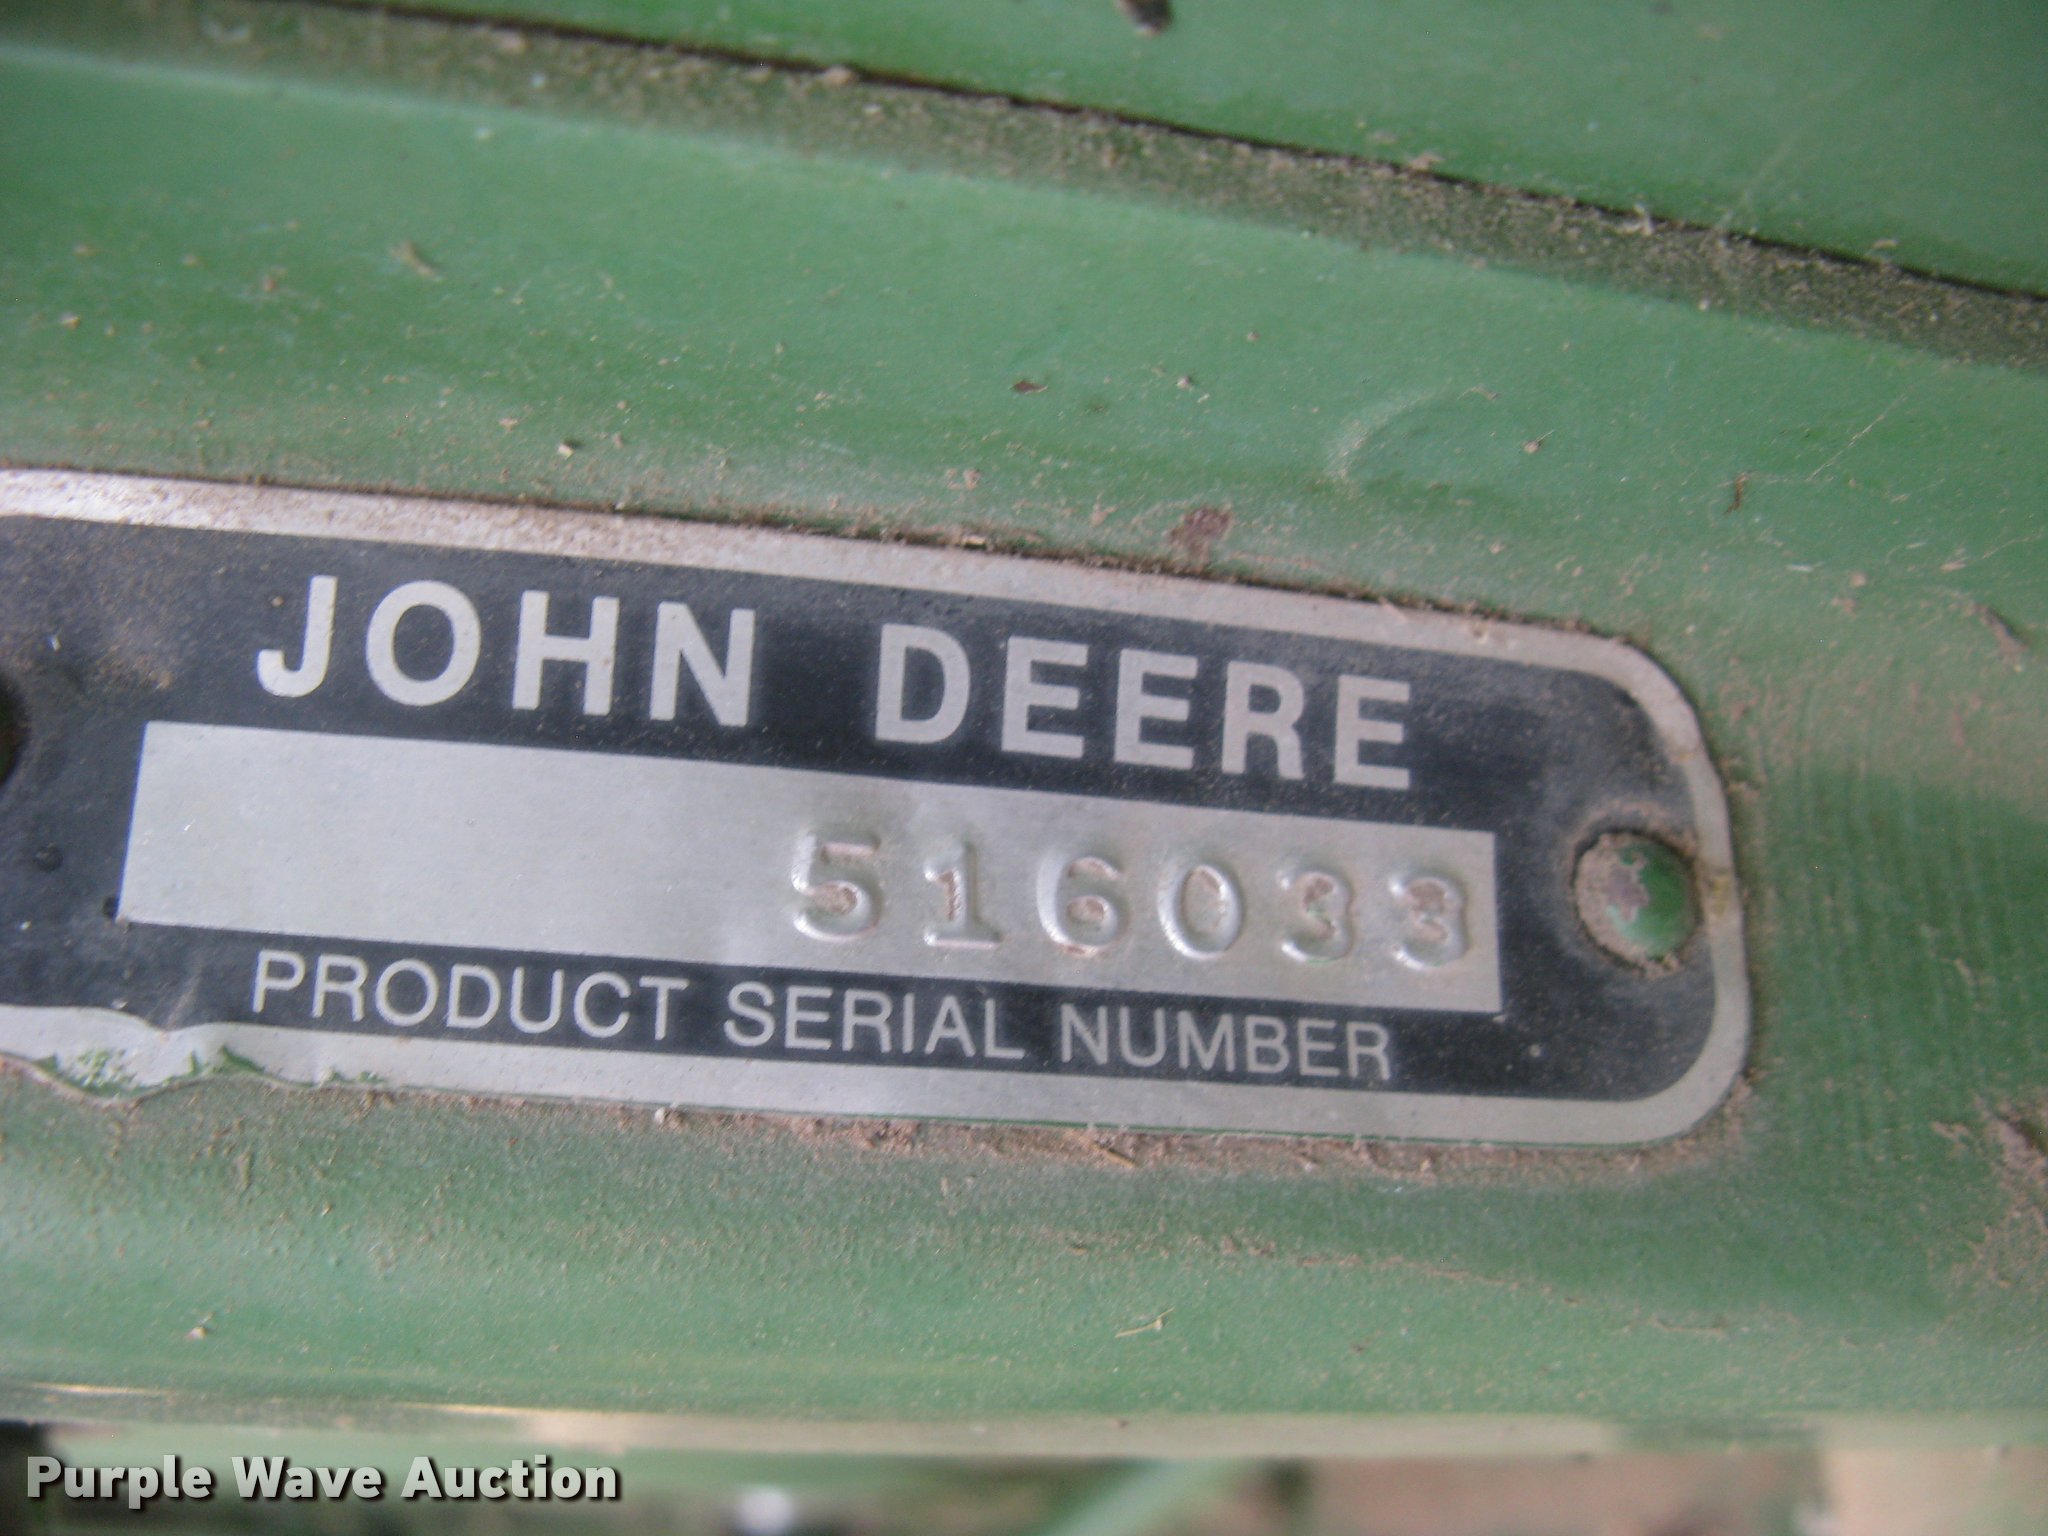 JOHN DEERE
516033
PRODUCT SERIAL NUMBER
Purple Wave Auction